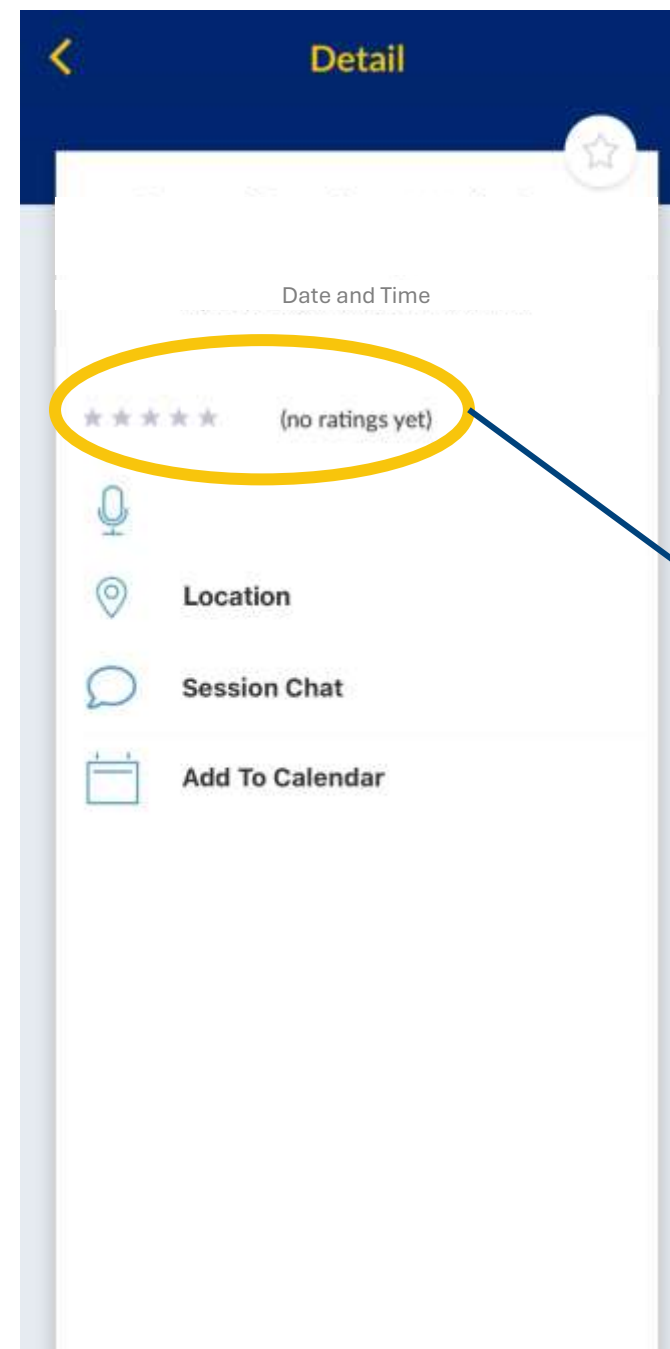 Detail
Date and Time
(no ratings yet)
Location
Session Chat
Add To Calendar